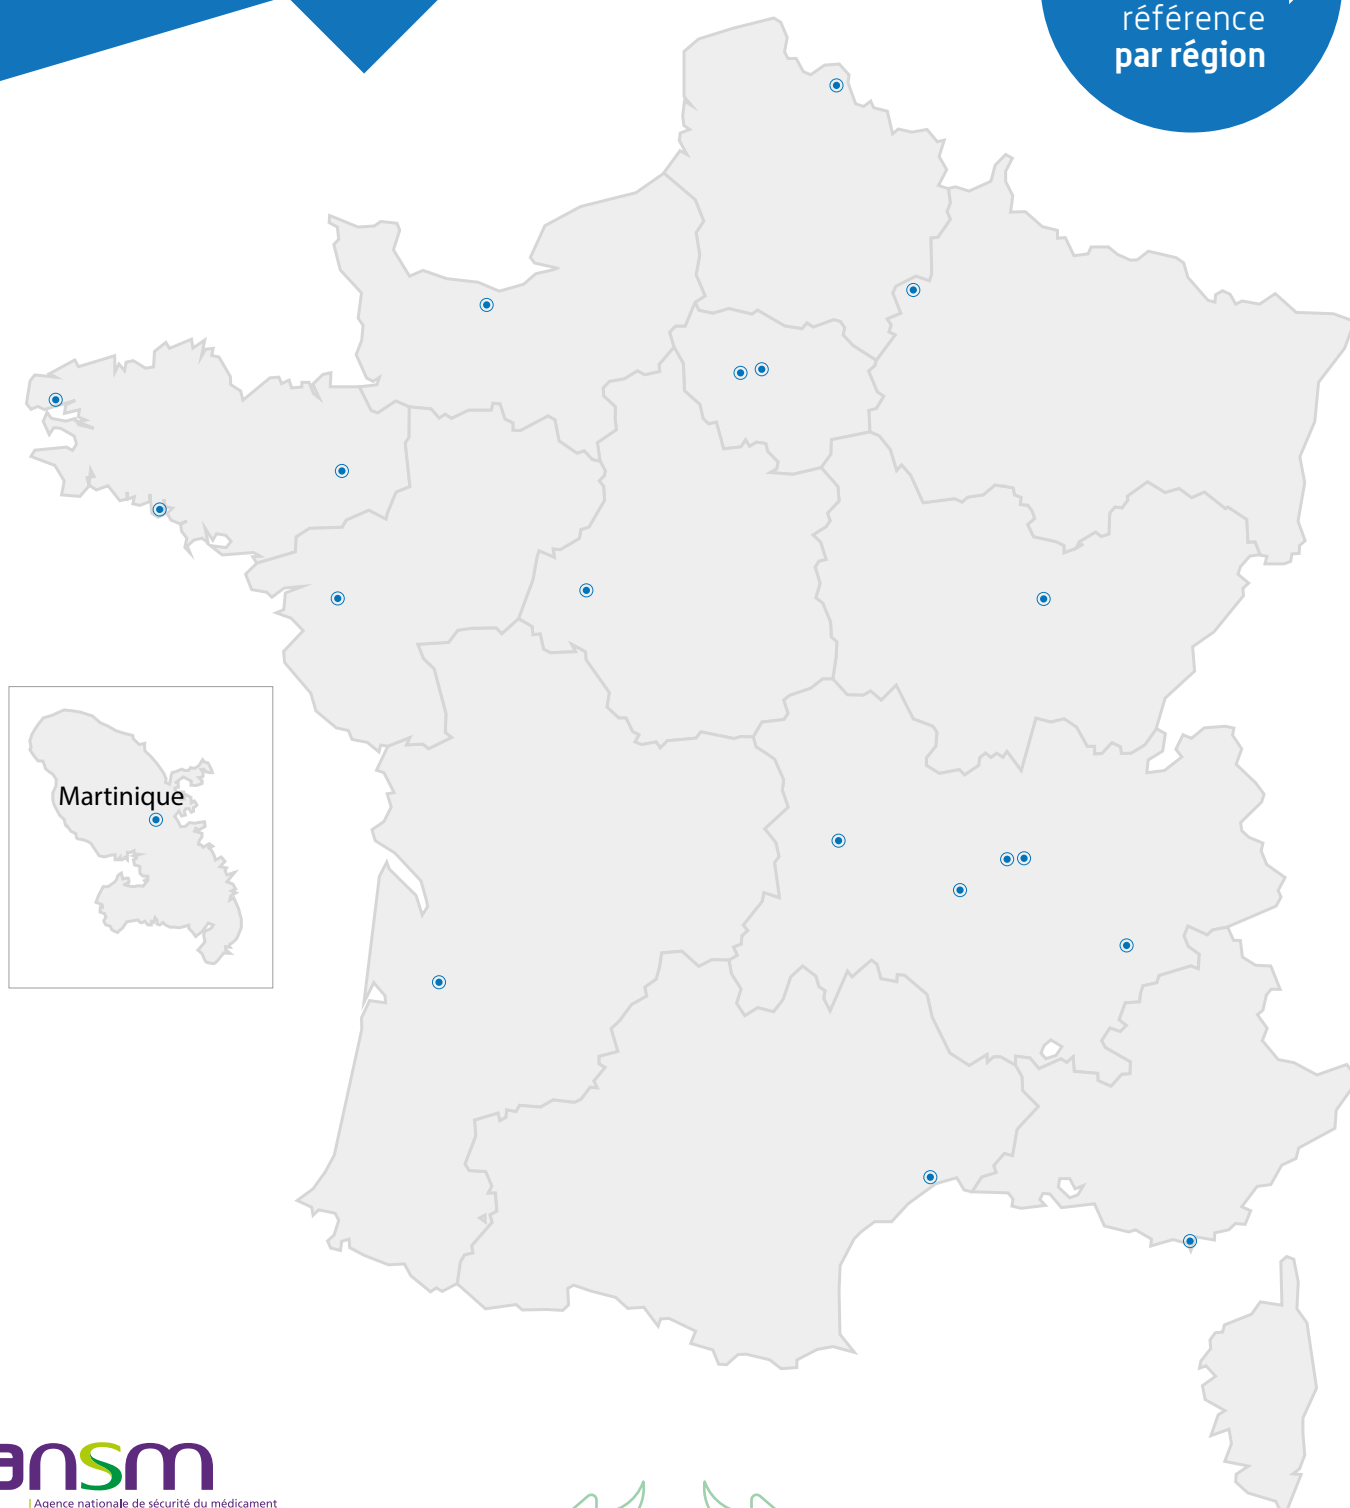 référence
par région
Martinique
ansm
Agence nationale de sécurité du médicament